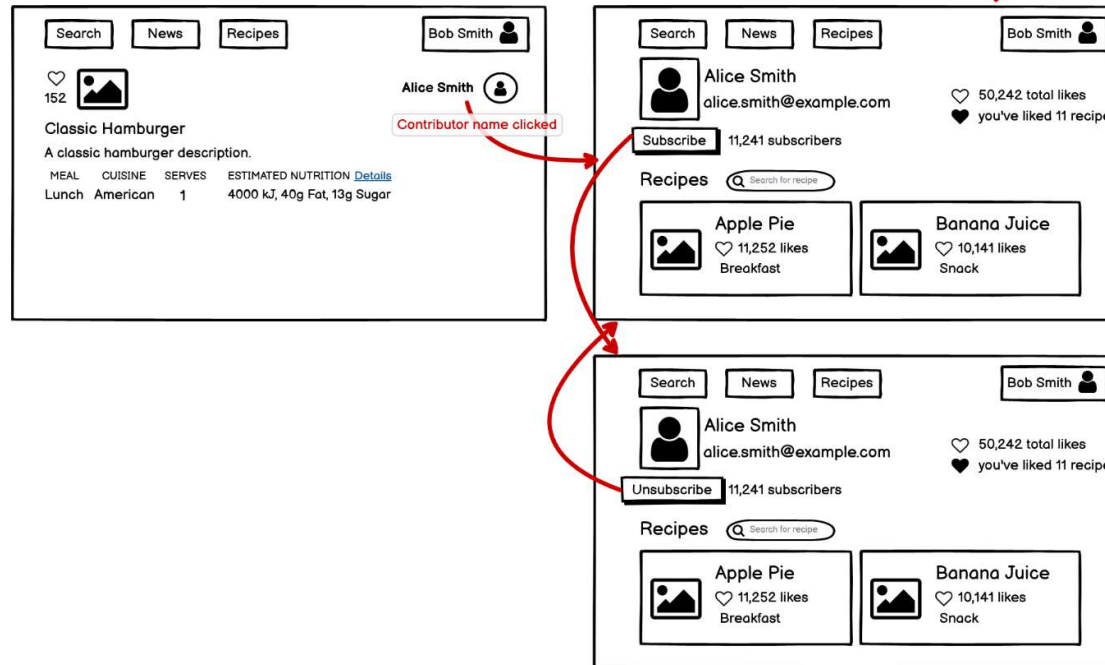 Search News Recipes Bob Smith
152
Alice Smith
Contributor name clicked
Classic Hamburger
A classic hamburger description.
MEAL CUISINE SERVES ESTIMATED NUTRITION Details
Lunch American 1 4000 kJ, 40g Fat, 13g Sugar
Search News Recipes Bob Smith
Alice Smith
alice.smith@example.com
50,242 total likes
you've liked 11 recipe
Subscribe 11,241 subscribers
Recipes Search for recipe
Apple Pie
11,252 likes
Breakfast
Banana Juice
10,141 likes
Snack
Search News Recipes Bob Smith
Alice Smith
alice.smith@example.com
50,242 total likes
you've liked 11 recipe
Unsubscribe 11,241 subscribers
Recipes Search for recipe
Apple Pie
11,252 likes
Breakfast
Banana Juice
10,141 likes
Snack